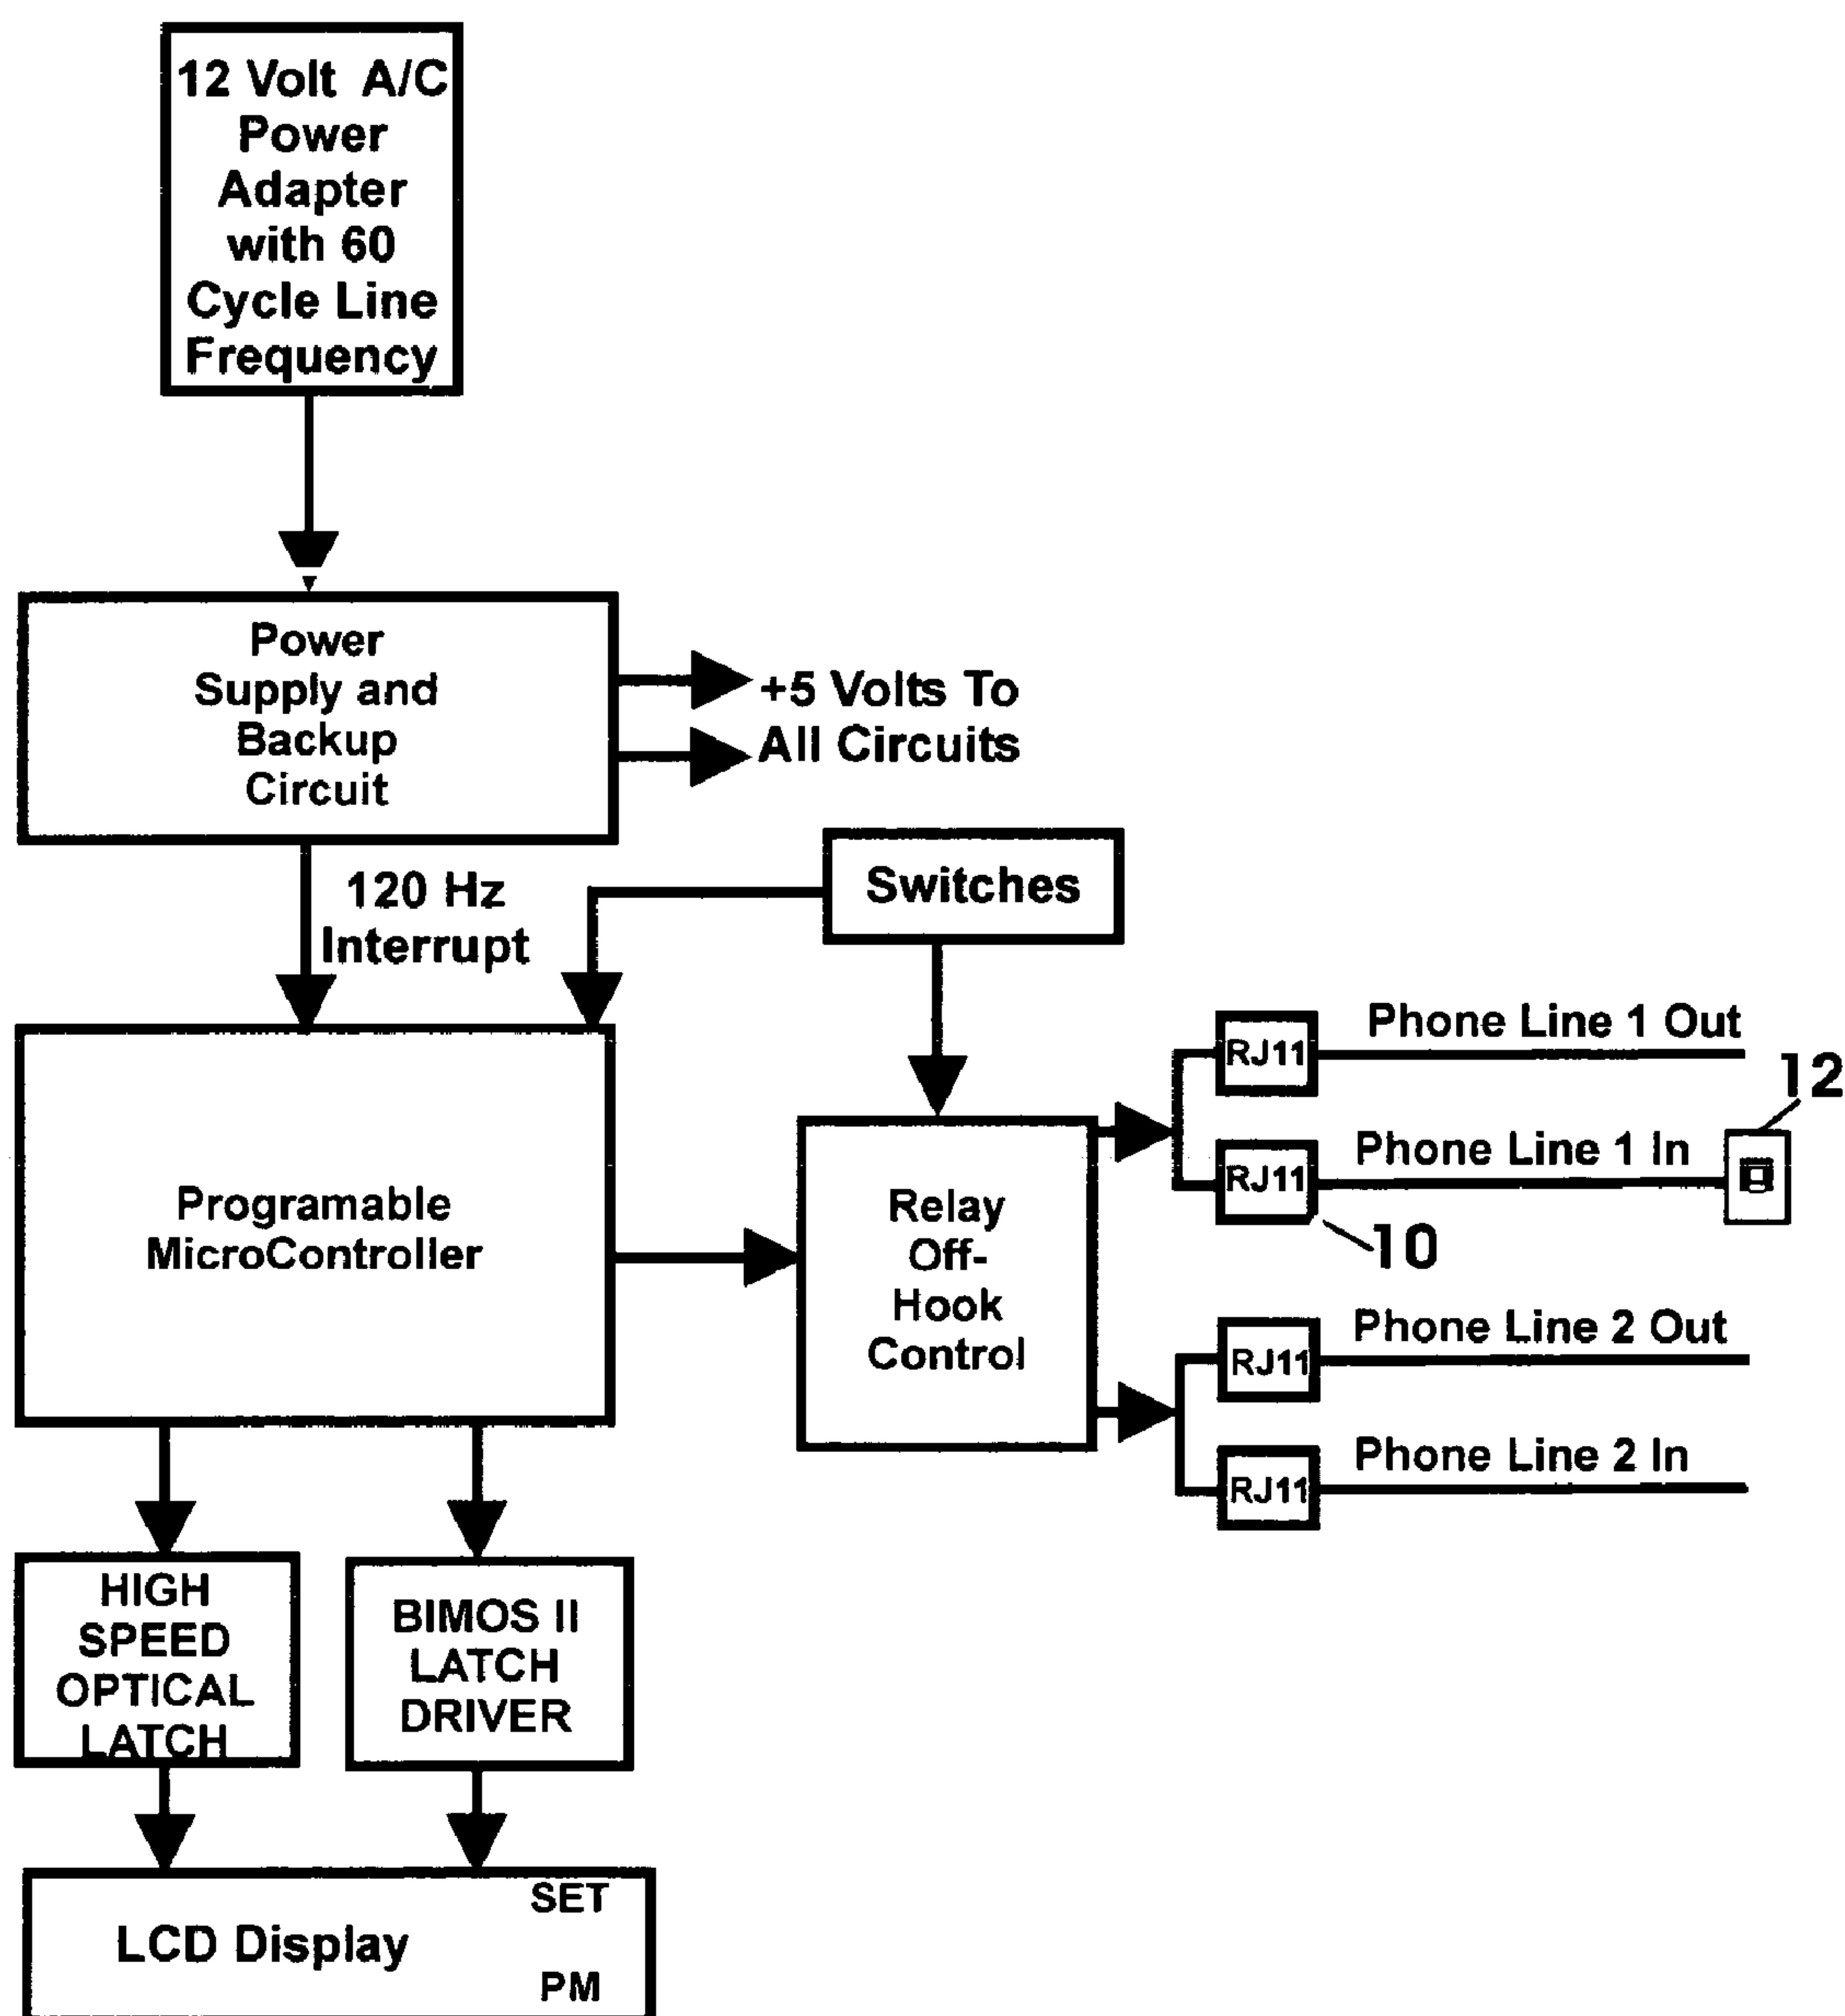 12 Volt A/C
Power
Adapter
with 60
Cycle Line
Frequency
Power
Supply and
Backup
Circuit
+5 Volts To
All Circuits
120 Hz
Interrupt
Switches
Programable
MicroController
Relay
Off-
Hook
Control
RJ11
Phone Line 1 Out
12
RJ11
Phone Line 1 In
10
RJ11
Phone Line 2 Out
RJ11
Phone Line 2 In
HIGH
SPEED
OPTICAL
LATCH
BIMOS II
LATCH
DRIVER
SET
LCD Display
PM